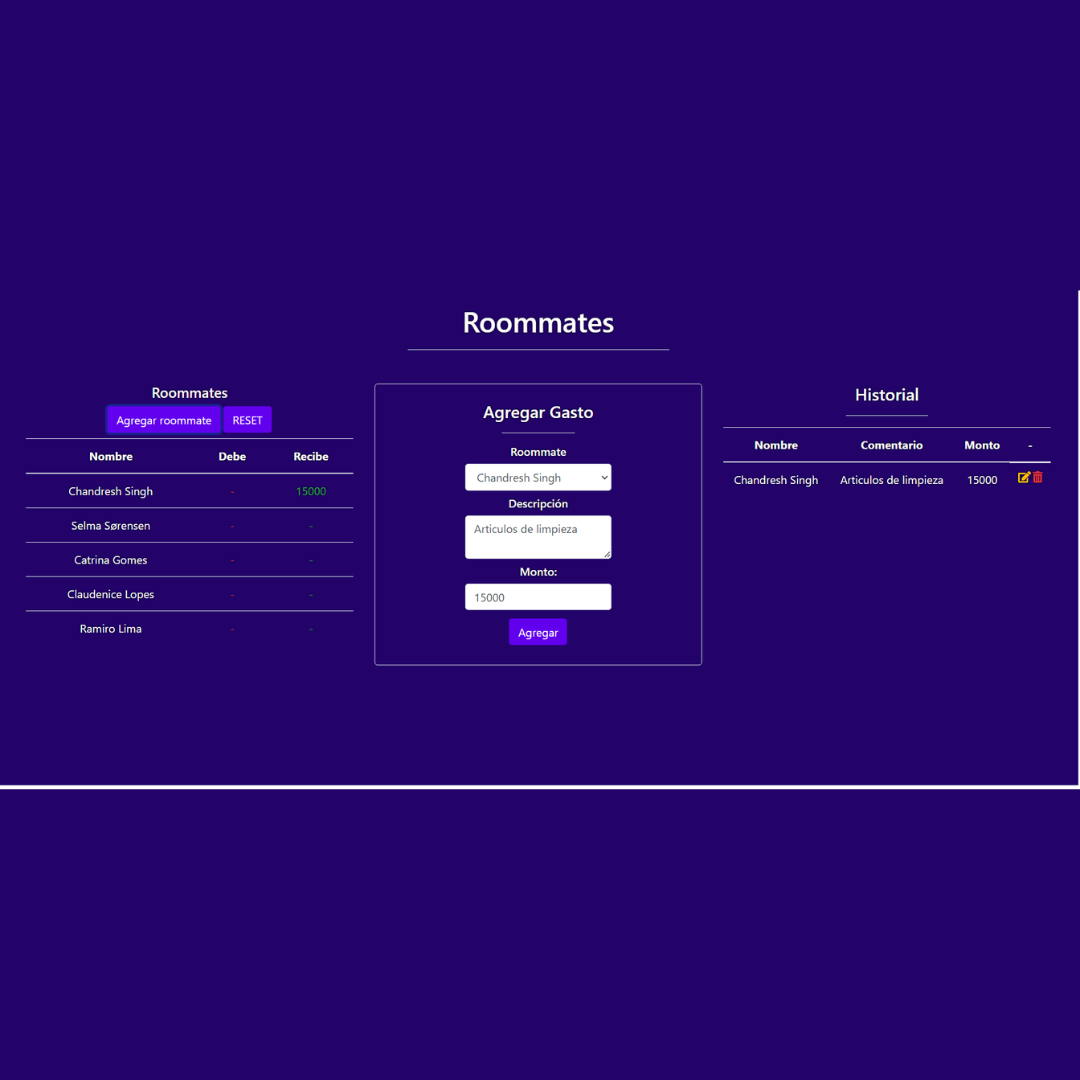 Roommates
Roommates
Agregar roommate RESET
Nombre Debe Recibe
Chandresh Singh - 15000
Selma Sørensen - -
Catrina Gomes - -
Claudenice Lopes - -
Ramiro Lima - -
Agregar Gasto
Roommate
Chandresh Singh
Descripción
Articulos de limpieza
Monto:
15000
Agregar
Historial
Nombre Comentario Monto -
Chandresh Singh Articulos de limpieza 15000